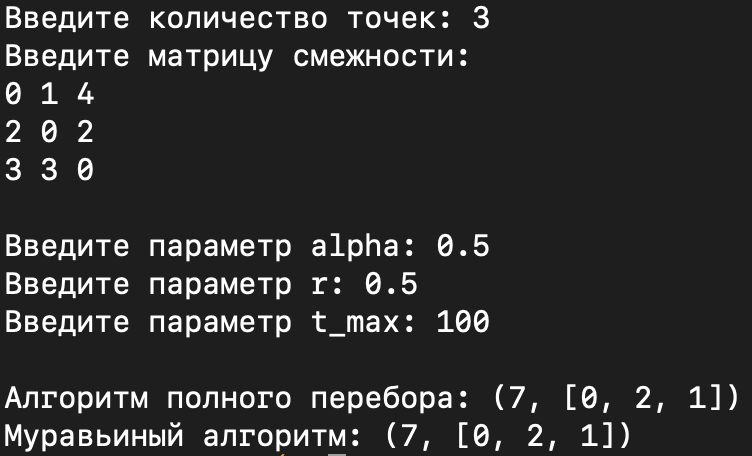 Введите количество точек: 3
Введите матрицу смежности:
0 1 4
2 0 2
3 3 0
Введите параметр alpha: 0.5
Введите параметр r: 0.5
Введите параметр t_max: 100
Алгоритм полного перебора: (7, [0, 2, 1])
Муравьиный алгоритм: (7, [0, 2, 1])